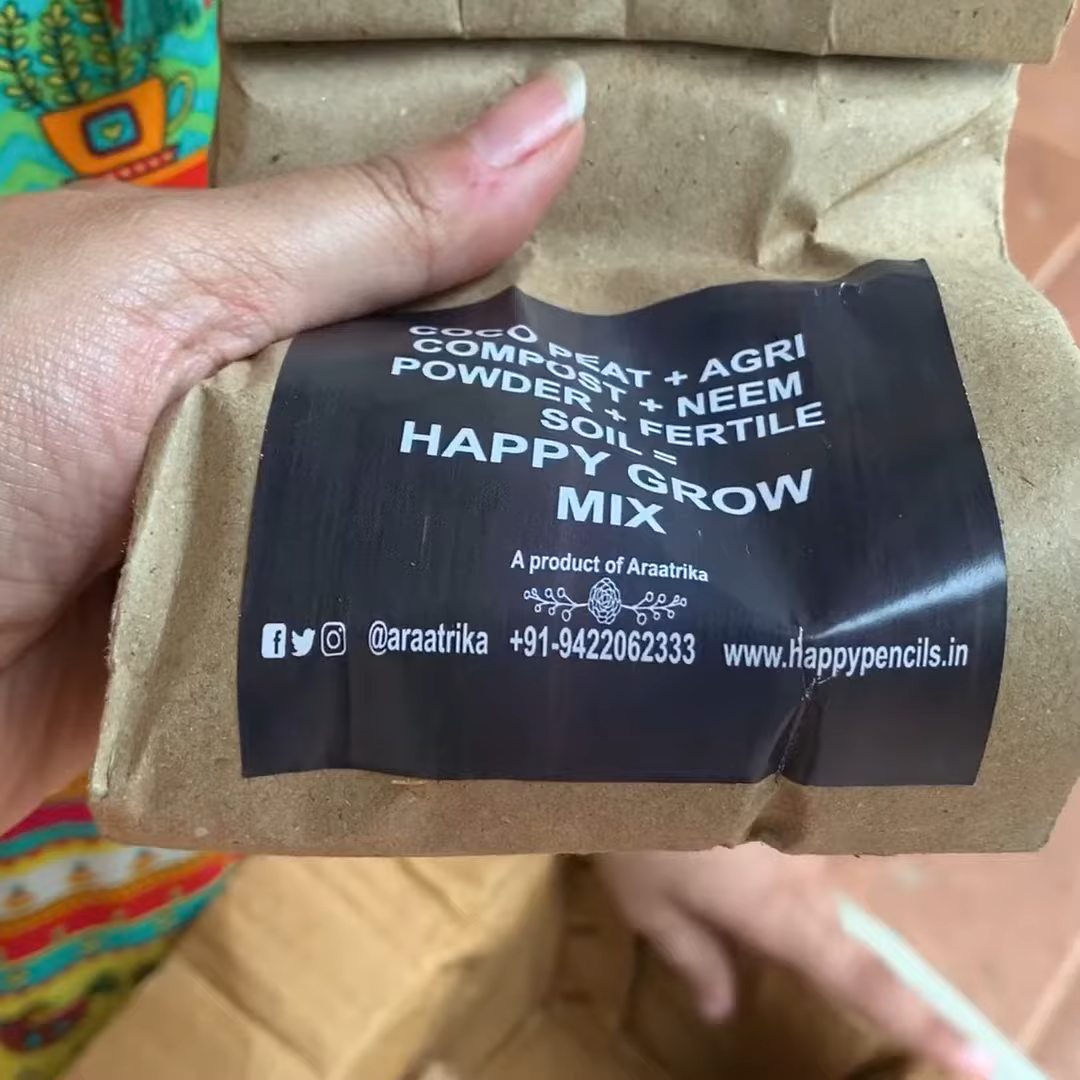 COCO PEAT + AGRI
COMPOST + NEEM
POWDER + FERTILE
SOIL =
HAPPY GROW
MIX
A product of Araatrika
@araatrika +91-9422062333 www.happypencils.in